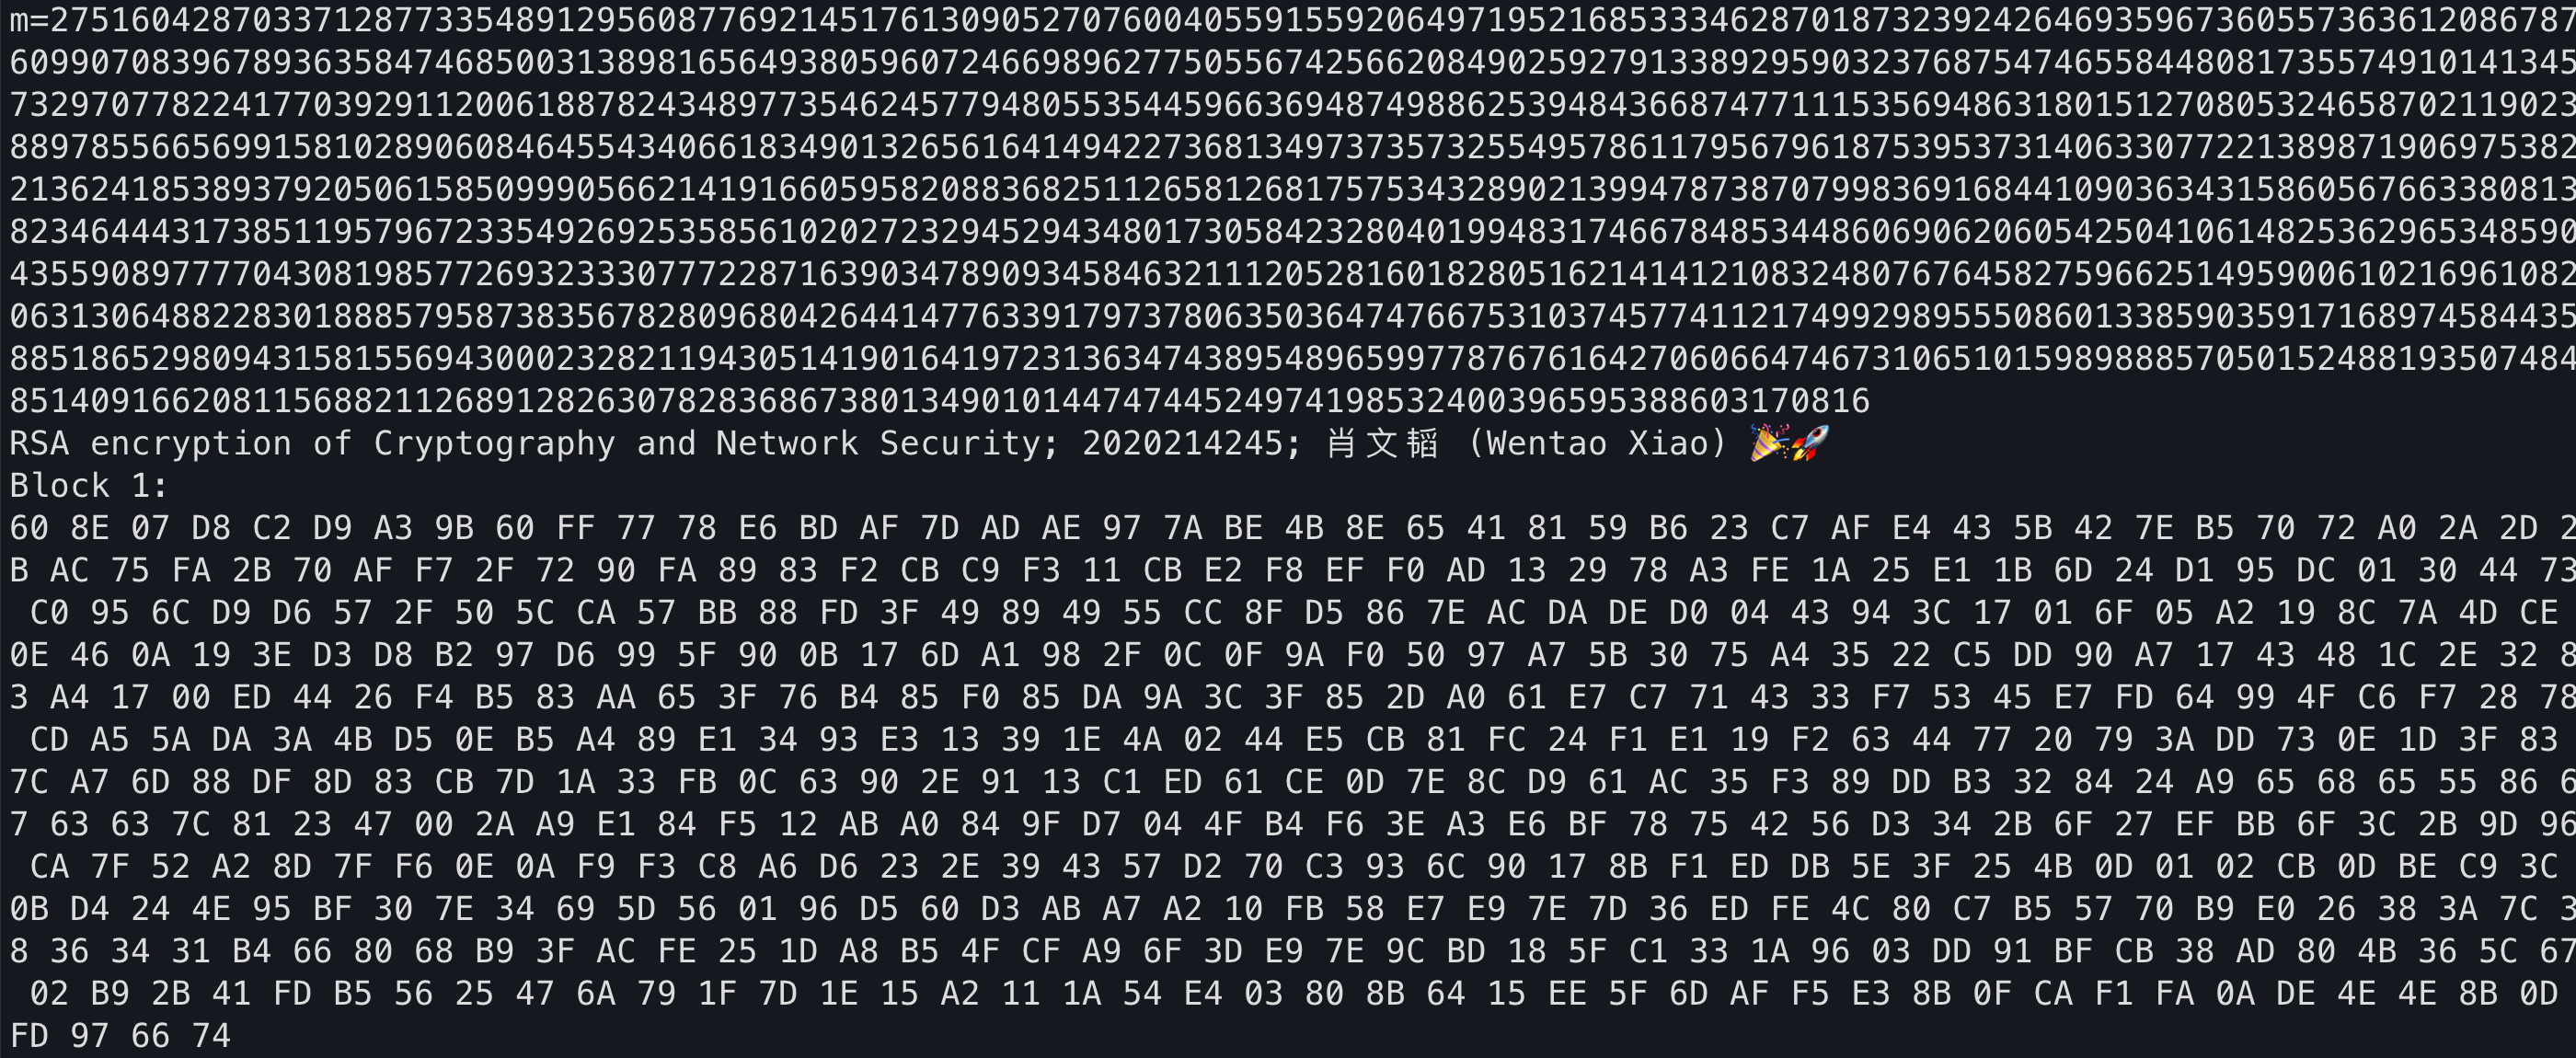 m=2751604287033712877335489129560877692145176130905270760040559155920649719521685333462870187323924264693596736055736361208678​7
6099070839678936358474685003138981656493805960724669896277505567425662084902592791338929590323768754746558448081735574910141345
7329707782241770392911200618878243489773546245779480553544596636948749886253948436687477111535694863180151270805324658702119023
8897855665699158102890608464554340661834901326561641494227368134973735732554957861179567961875395373140633077221389871906975382
2136241853893792050615850999056621419166059582088368251126581268175753432890213994787387079983691684410903634315860567663380813
8234644431738511957967233549269253585610202723294529434801730584232804019948317466784853448606906206054250410614825362965348590
4355908977770430819857726932333077722871639034789093458463211120528160182805162141412108324807676458275966251495900610216961082
0631306488228301888579587383567828096804264414776339179737806350364747667531037457741121749929895550860133859035917168974584435
8851865298094315815569430002328211943051419016419723136347438954896599778767616427060664746731065101598988857050152488193507484
8514091662081156882112689128263078283686738013490101447474452497419853240039659538860317081​6
RSA encryption of Cryptography and Network Security; 2020214245; 肖文韬 (Wentao Xiao) 🎉🚀
Block 1:
60 8E 07 D8 C2 D9 A3 9B 60 FF 77 78 E6 BD AF 7D AD AE 97 7A BE 4B 8E 65 41 81 59 B6 23 C7 AF E4 43 5B 42 7E B5 70 72 A0 2A 2D 2
B AC 75 FA 2B 70 AF F7 2F 72 90 FA 89 83 F2 CB C9 F3 11 CB E2 F8 EF F0 AD 13 29 78 A3 FE 1A 25 E1 1B 6D 24 D1 95 DC 01 30 44 73
C0 95 6C D9 D6 57 2F 50 5C CA 57 BB 88 FD 3F 49 89 49 55 CC 8F D5 86 7E AC DA DE D0 04 43 94 3C 17 01 6F 05 A2 19 8C 7A 4D CE
0E 46 0A 19 3E D3 D8 B2 97 D6 99 5F 90 0B 17 6D A1 98 2F 0C 0F 9A F0 50 97 A7 5B 30 75 A4 35 22 C5 DD 90 A7 17 43 48 1C 2E 32 8
3 A4 17 00 ED 44 26 F4 B5 83 AA 65 3F 76 B4 85 F0 85 DA 9A 3C 3F 85 2D A0 61 E7 C7 71 43 33 F7 53 45 E7 FD 64 99 4F C6 F7 28 78
CD A5 5A DA 3A 4B D5 0E B5 A4 89 E1 34 93 E3 13 39 1E 4A 02 44 E5 CB 81 FC 24 F1 E1 19 F2 63 44 77 20 79 3A DD 73 0E 1D 3F 83
7C A7 6D 88 DF 8D 83 CB 7D 1A 33 FB 0C 63 90 2E 91 13 C1 ED 61 CE 0D 7E 8C D9 61 AC 35 F3 89 DD B3 32 84 24 A9 65 68 65 55 86 6
7 63 63 7C 81 23 47 00 2A A9 E1 84 F5 12 AB A0 84 9F D7 04 4F B4 F6 3E A3 E6 BF 78 75 42 56 D3 34 2B 6F 27 EF BB 6F 3C 2B 9D 96
CA 7F 52 A2 8D 7F F6 0E 0A F9 F3 C8 A6 D6 23 2E 39 43 57 D2 70 C3 93 6C 90 17 8B F1 ED DB 5E 3F 25 4B 0D 01 02 CB 0D BE C9 3C
0B D4 24 4E 95 BF 30 7E 34 69 5D 56 01 96 D5 60 D3 AB A7 A2 10 FB 58 E7 E9 7E 7D 36 ED FE 4C 80 C7 B5 57 70 B9 E0 26 38 3A 7C 3
8 36 34 31 B4 66 80 68 B9 3F AC FE 25 1D A8 B5 4F CF A9 6F 3D E9 7E 9C BD 18 5F C1 33 1A 96 03 DD 91 BF CB 38 AD 80 4B 36 5C 67
02 B9 2B 41 FD B5 56 25 47 6A 79 1F 7D 1E 15 A2 11 1A 54 E4 03 80 8B 64 15 EE 5F 6D AF F5 E3 8B 0F CA F1 FA 0A DE 4E 4E 8B 0D
FD 97 66 74